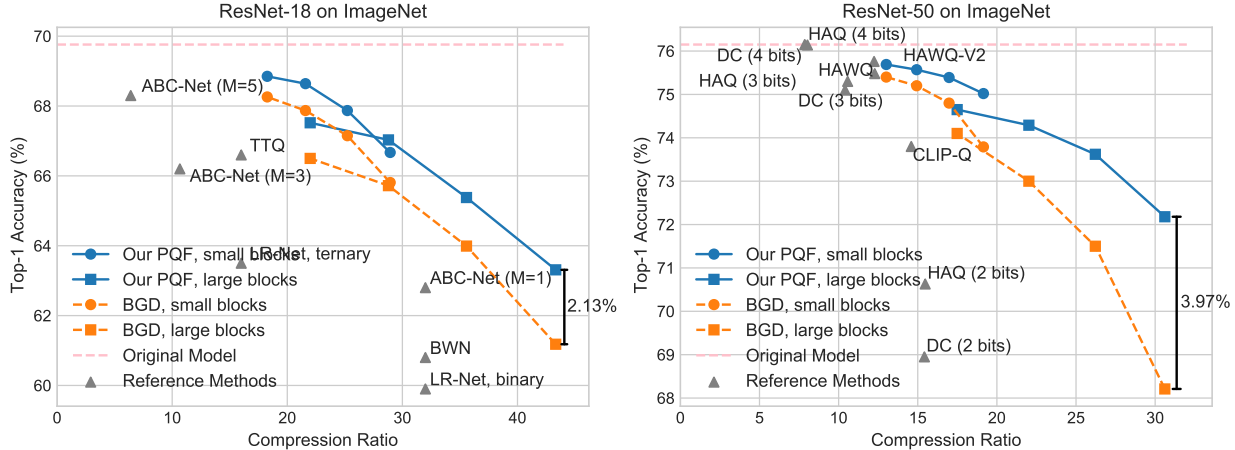 ResNet-18 on ImageNet
70
68
66
64
62
60
Top-1 Accuracy (%)
ABC-Net (M=5)
TTQ
ABC-Net (M=3)
LR-Net, ternary
ABC-Net (M=1)
BWN
LR-Net, binary
2.13%
Our PQF, small blocks
Our PQF, large blocks
BGD, small blocks
BGD, large blocks
Original Model
Reference Methods
0 10 20 30 40
Compression Ratio
ResNet-50 on ImageNet
76
75
74
73
72
71
70
69
68
Top-1 Accuracy (%)
HAQ (4 bits)
DC (4 bits)
HAWQ-V2
HAWQ
HAQ (3 bits)
DC (3 bits)
CLIP-Q
HAQ (2 bits)
DC (2 bits)
3.97%
Our PQF, small blocks
Our PQF, large blocks
BGD, small blocks
BGD, large blocks
Original Model
Reference Methods
0 5 10 15 20 25 30
Compression Ratio